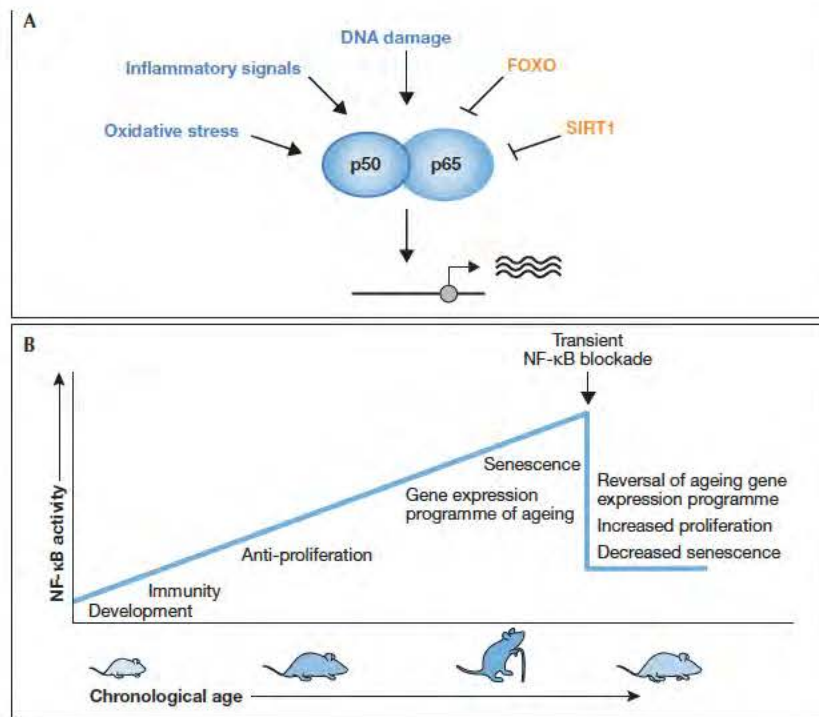 A
DNA damage
Inflammatory signals
FOXO
Oxidative stress
SIRT1
p50
p65
B
Transient
NF-κB blockade
NF-κB activity
Senescence
Gene expression
programme of ageing
Reversal of ageing gene
expression programme
Increased proliferation
Decreased senescence
Anti-proliferation
Immunity
Development
Chronological age